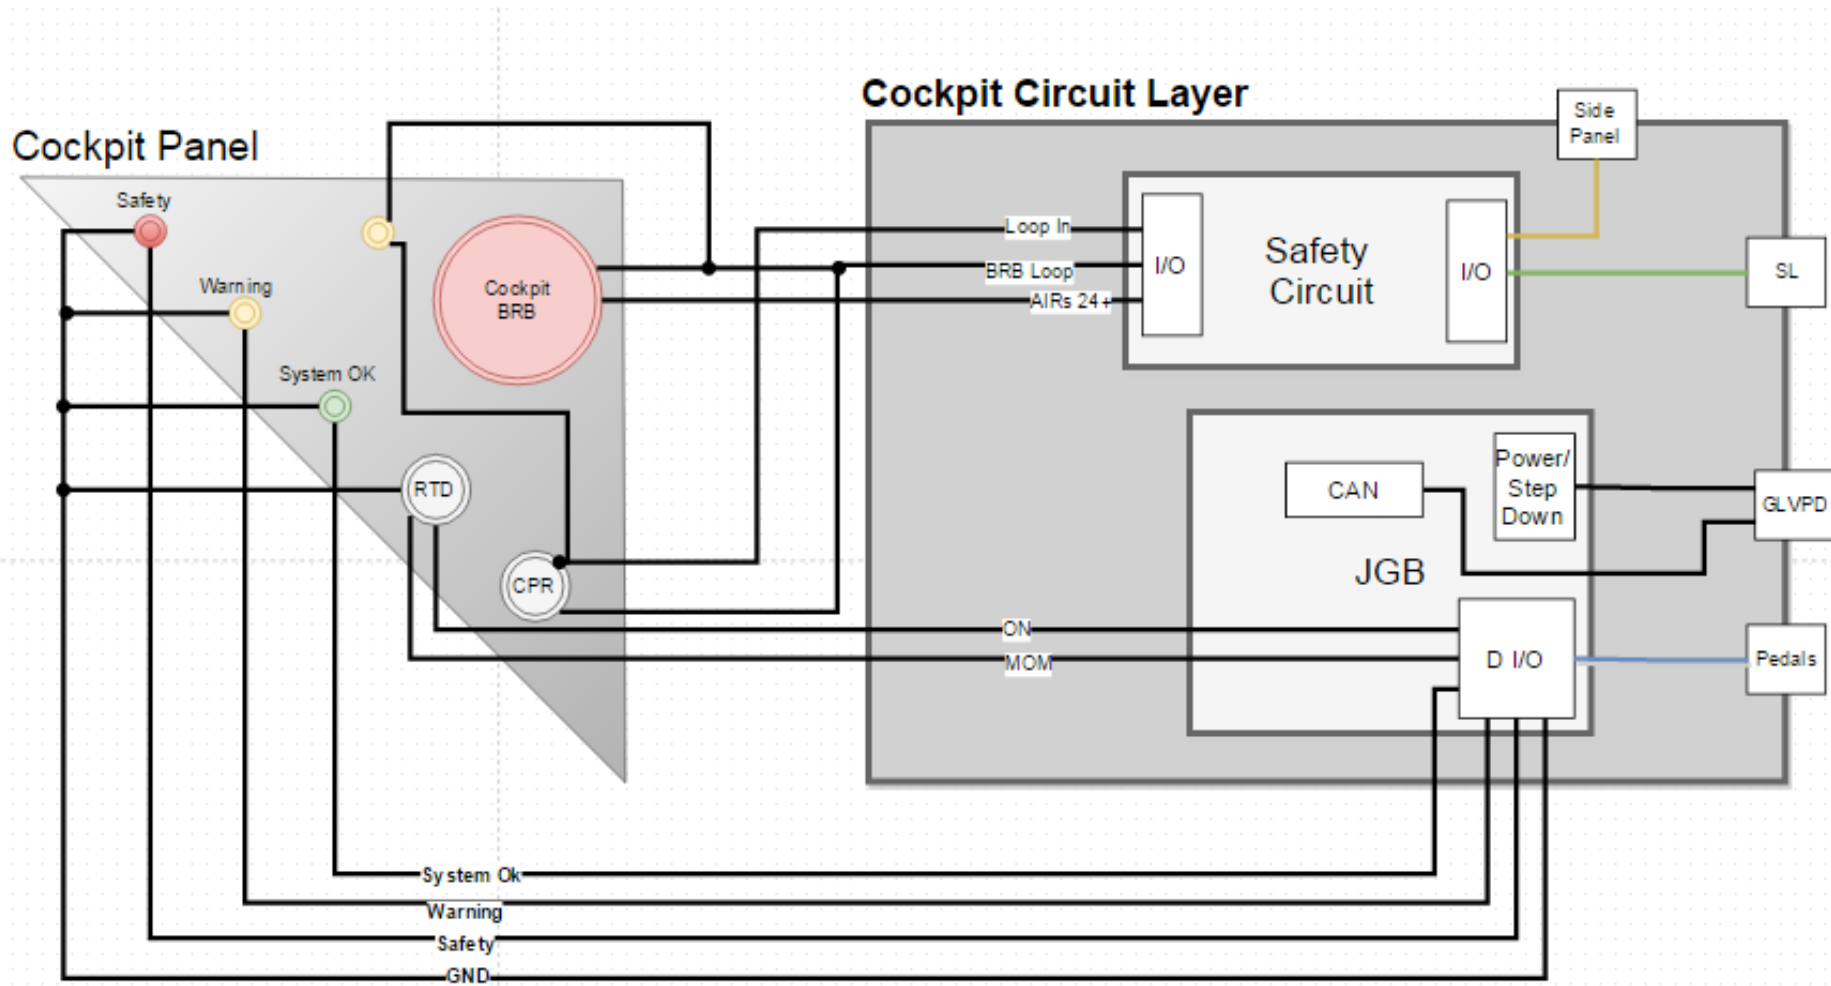 Cockpit Circuit Layer
Side
Panel
Cockpit Panel
Safety
Loop In
BRB Loop
AIRs 24+
I/O
Safety
Circuit
I/O
SL
Warning
Cockpit
BRB
System OK
RTD
CPR
CAN
Power/
Step
Down
GLVPD
JGB
ON
MOM
D I/O
Pedals
System Ok
Warning
Safety
GND